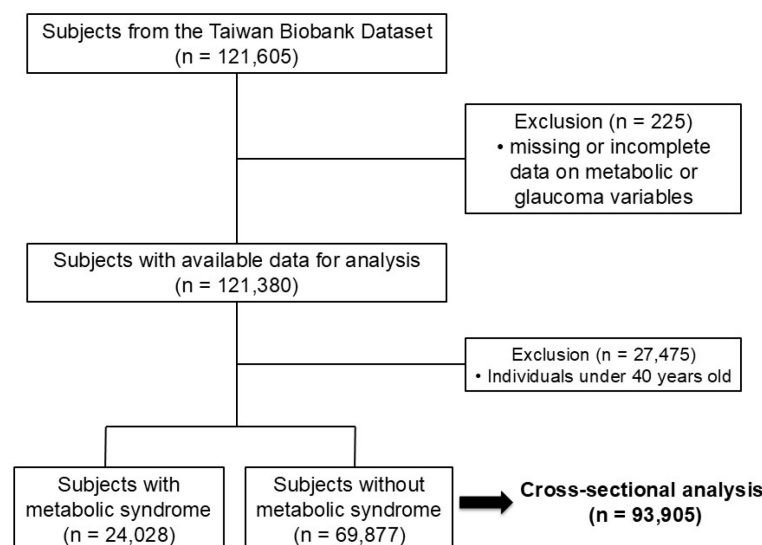 Subjects from the Taiwan Biobank Dataset
(n = 121,605)
Exclusion (n = 225)
• missing or incomplete
data on metabolic or
glaucoma variables
Subjects with available data for analysis
(n = 121,380)
Exclusion (n = 27,475)
• Individuals under 40 years old
Subjects with
metabolic syndrome
(n = 24,028)
Subjects without
metabolic syndrome
(n = 69,877)
Cross-sectional analysis
(n = 93,905)